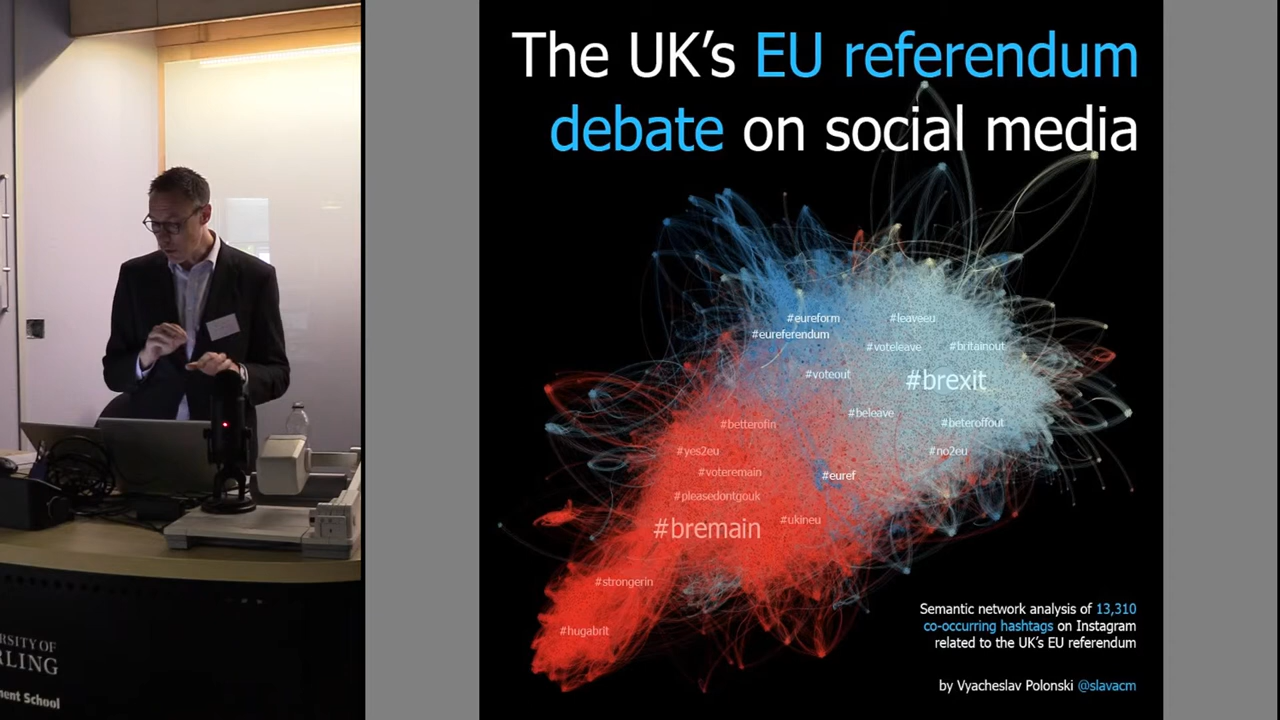 The UK's EU referendum
debate on social media
#eureform
#leaveeu
#eureferendum
#voteleave
#britainout
#voteout
#brexit
#beleave
#betterofin
#beteroffout
#yes2eu
#no2eu
#voteremain
#euref
#pleasedontgouk
#ukineu
#bremain
#strongerin
#hugabrit
Semantic network analysis of 13,310
co-occurring hashtags on Instagram
related to the UK's EU referendum
by Vyacheslav Polonski @slavacm
RSITY OF
RLING
ment School